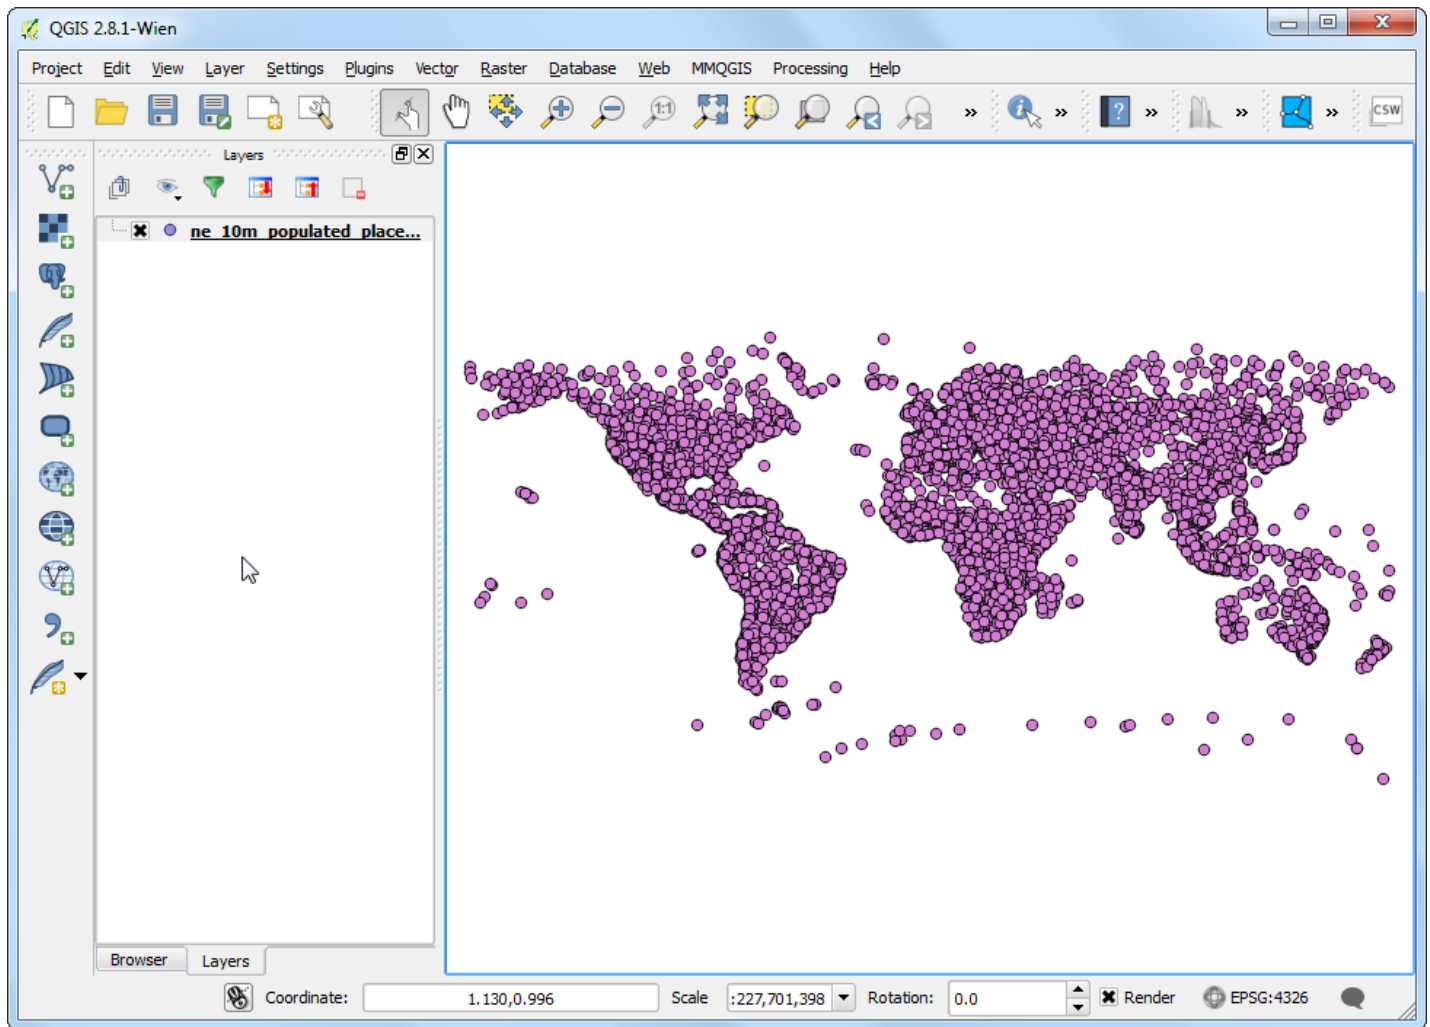 QGIS 2.8.1-Wien
Project Edit View Layer Settings Plugins Vector Raster Database Web MMQGIS Processing Help
1:1 » » ? » » » CSW
Layers
ne_10m_populated_place...
Browser Layers
Coordinate: 1.130,0.996 Scale :227,701,398 Rotation: 0.0 Render EPSG:4326